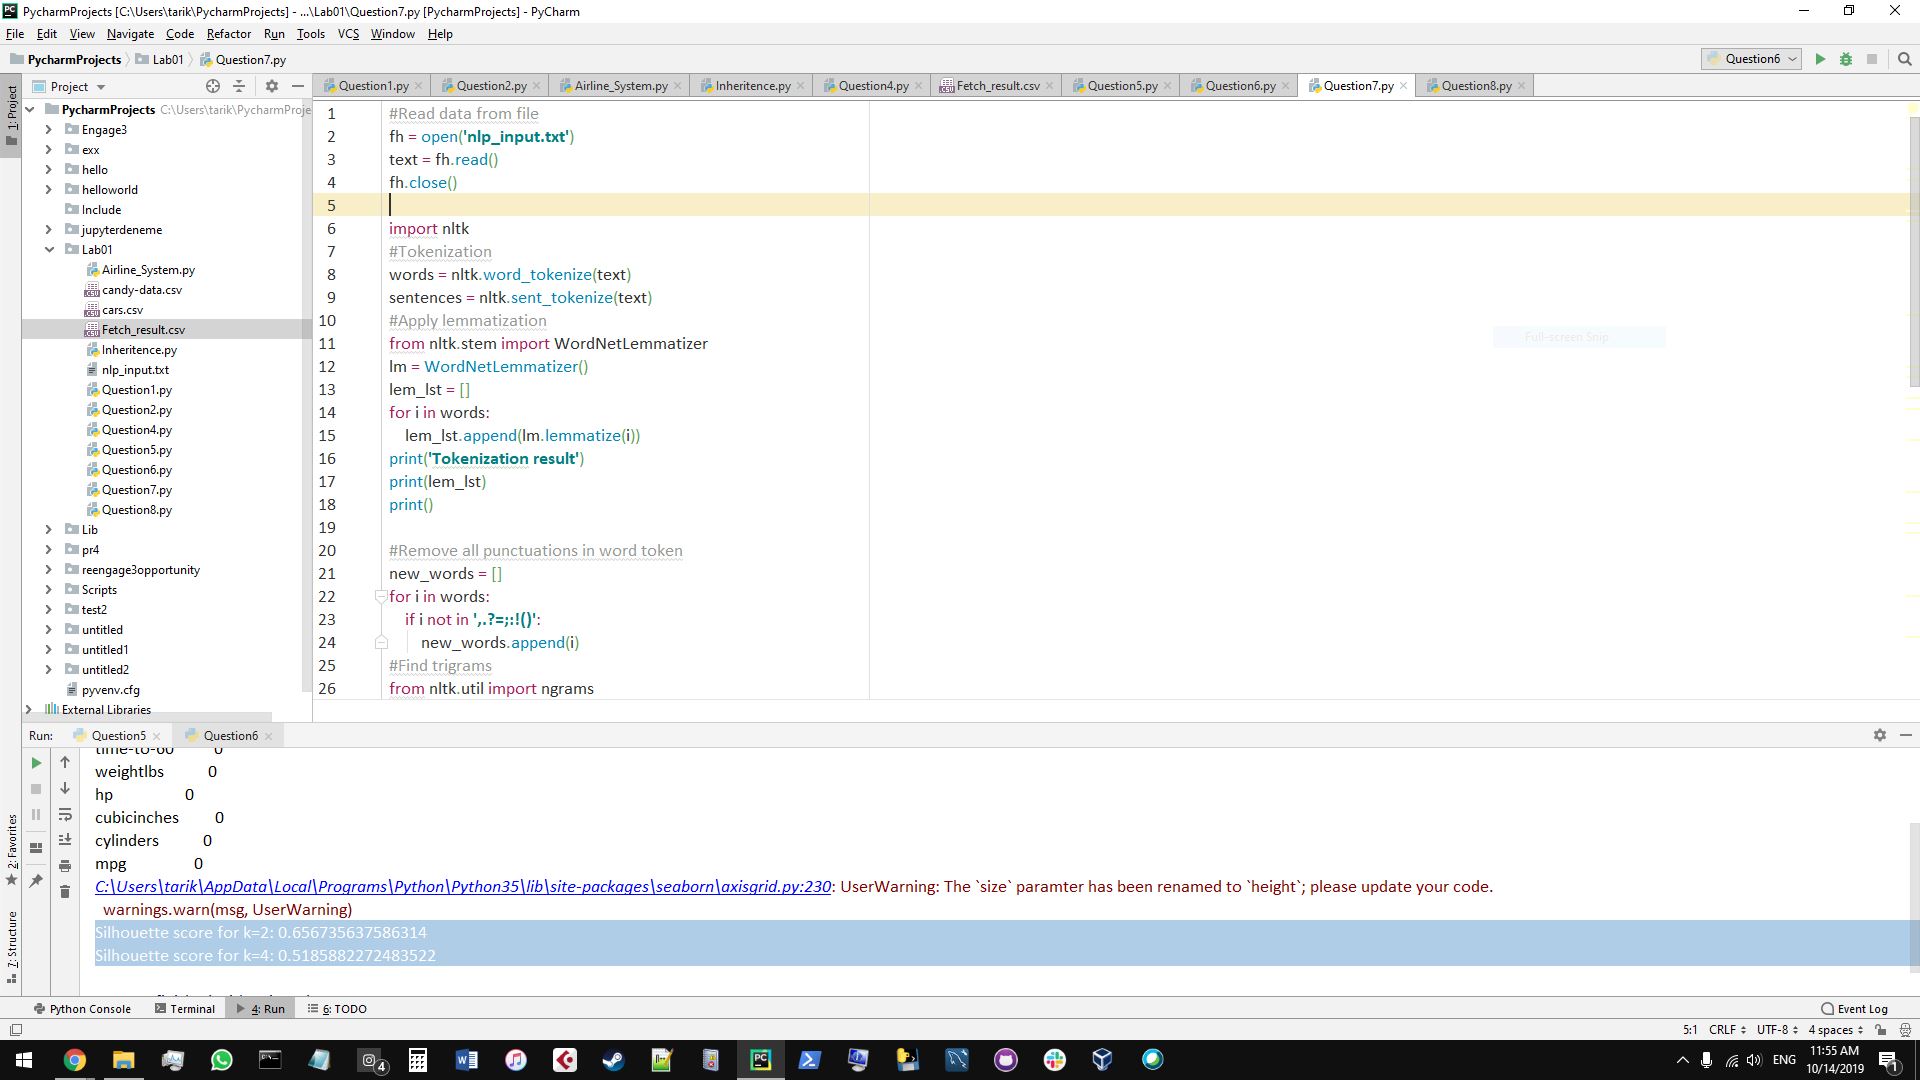 PycharmProjects [C:\Users\tarik\PycharmProjects] - ...\Lab01\Question7.py [PycharmProjects] - PyCharm
File Edit View Navigate Code Refactor Run Tools VCS Window Help
PycharmProjects Lab01 Question7.py Question6
1: Project
Project
Question1.py Question2.py Airline_System.py Inheritence.py Question4.py Fetch_result.csv Question5.py Question6.py Question7.py Question8.py
PycharmProjects C:\Users\tarik\PycharmProje
Engage3
exx
hello
helloworld
Include
jupyterdeneme
Lab01
Airline_System.py
candy-data.csv
cars.csv
Fetch_result.csv
Inheritence.py
nlp_input.txt
Question1.py
Question2.py
Question4.py
Question5.py
Question6.py
Question7.py
Question8.py
Lib
pr4
reengage3opportunity
Scripts
test2
untitled
untitled1
untitled2
pyvenv.cfg
External Libraries
1 #Read data from file
2 fh = open('nlp_input.txt')
3 text = fh.read()
4 fh.close()
5
6 import nltk
7 #Tokenization
8 words = nltk.word_tokenize(text)
9 sentences = nltk.sent_tokenize(text)
10 #Apply lemmatization
11 from nltk.stem import WordNetLemmatizer
12 lm = WordNetLemmatizer()
13 lem_lst = []
14 for i in words:
15 lem_lst.append(lm.lemmatize(i))
16 print('Tokenization result')
17 print(lem_lst)
18 print()
19
20 #Remove all punctuations in word token
21 new_words = []
22 for i in words:
23 if i not in ',.?=;:!()':
24 new_words.append(i)
25 #Find trigrams
26 from nltk.util import ngrams
Full-screen Snip
Run: Question5 Question6
time-to-60 0
weightlbs 0
hp 0
cubicinches 0
cylinders 0
mpg 0
C:\Users\tarik\AppData\Local\Programs\Python\Python35\lib\site-packages\seaborn\axisgrid.py:230: UserWarning: The `size` paramter has been renamed to `height`; please update your code.
warnings.warn(msg, UserWarning)
Silhouette score for k=2: 0.656735637586314
Silhouette score for k=4: 0.5185882272483522
2: Favorites
7: Structure
Python Console Terminal 4: Run 6: TODO Event Log
5:1 CRLF UTF-8 4 spaces
4
ENG
11:55 AM
10/14/2019
1